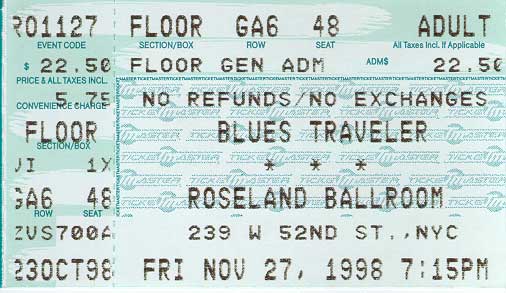 R01127 FLOOR GA6 48 ADULT
EVENT CODE SECTION/BOX ROW SEAT All Taxes Incl. If Applicable
$ 22.50 FLOOR GEN ADM ADM$ 22.50
PRICE & ALL TAXES INCL.
5.75 NO REFUNDS/NO EXCHANGES
CONVENIENCE CHARGE
FLOOR BLUES TRAVELER
SECTION/BOX
JI 1X * * *
GA6 48 ROSELAND BALLROOM
ROW SEAT
ZVS700A 239 W 52ND ST.,NYC
23OCT98 FRI NOV 27, 1998 7:15PM